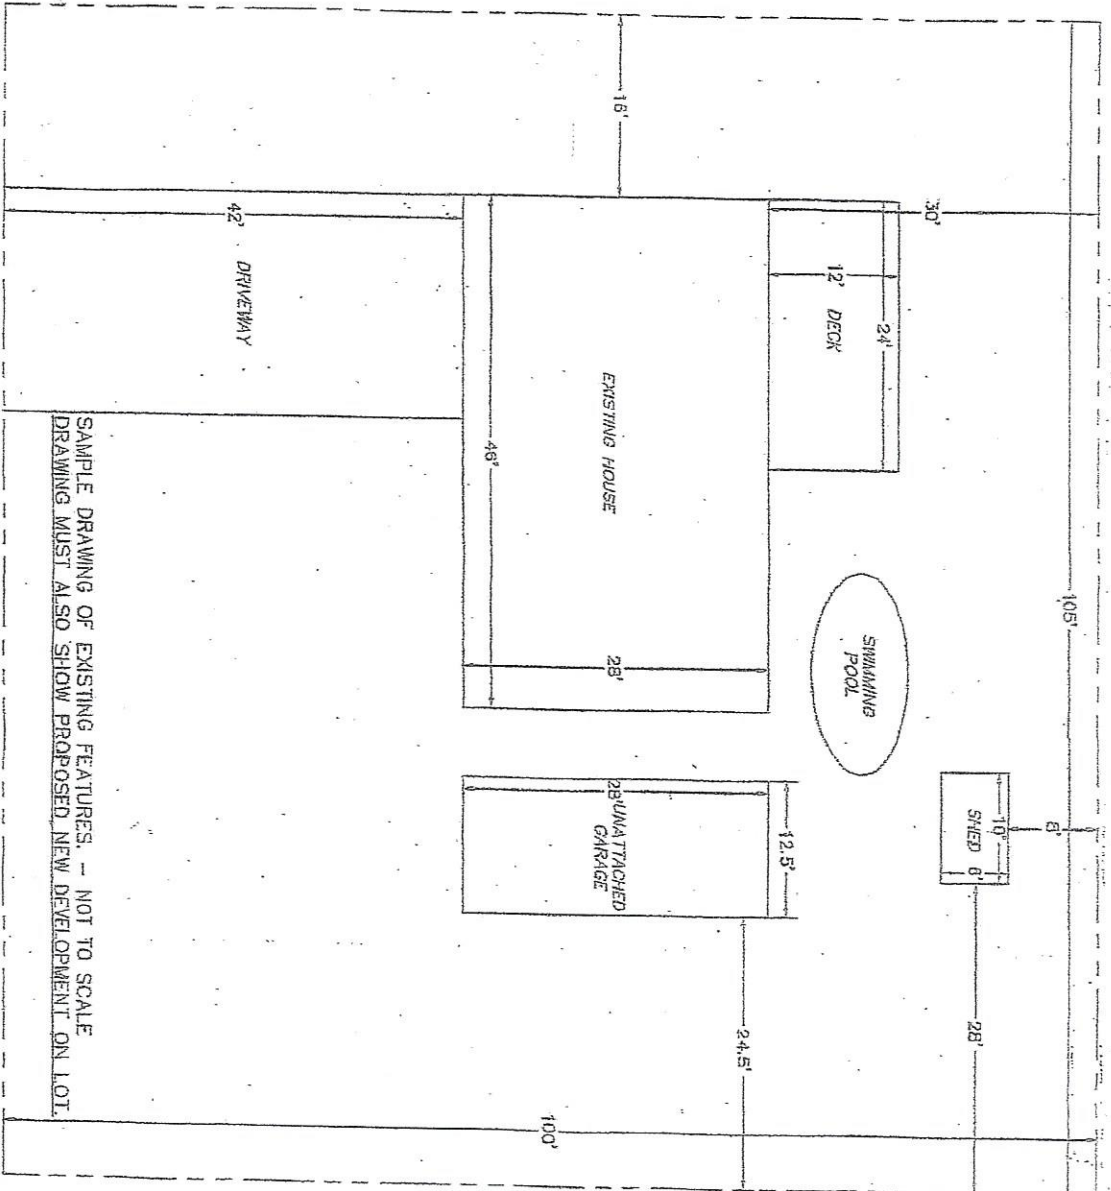 105'
8'
10'
SHED 6'
28'
30'
24'
12' DECK
SWIMMING
POOL
16'
EXISTING HOUSE
28'
46'
12.5'
28' UNATTACHED
GARAGE
24.5'
100'
42'
DRIVEWAY
SAMPLE DRAWING OF EXISTING FEATURES. - NOT TO SCALE
DRAWING MUST ALSO SHOW PROPOSED NEW DEVELOPMENT ON LOT.